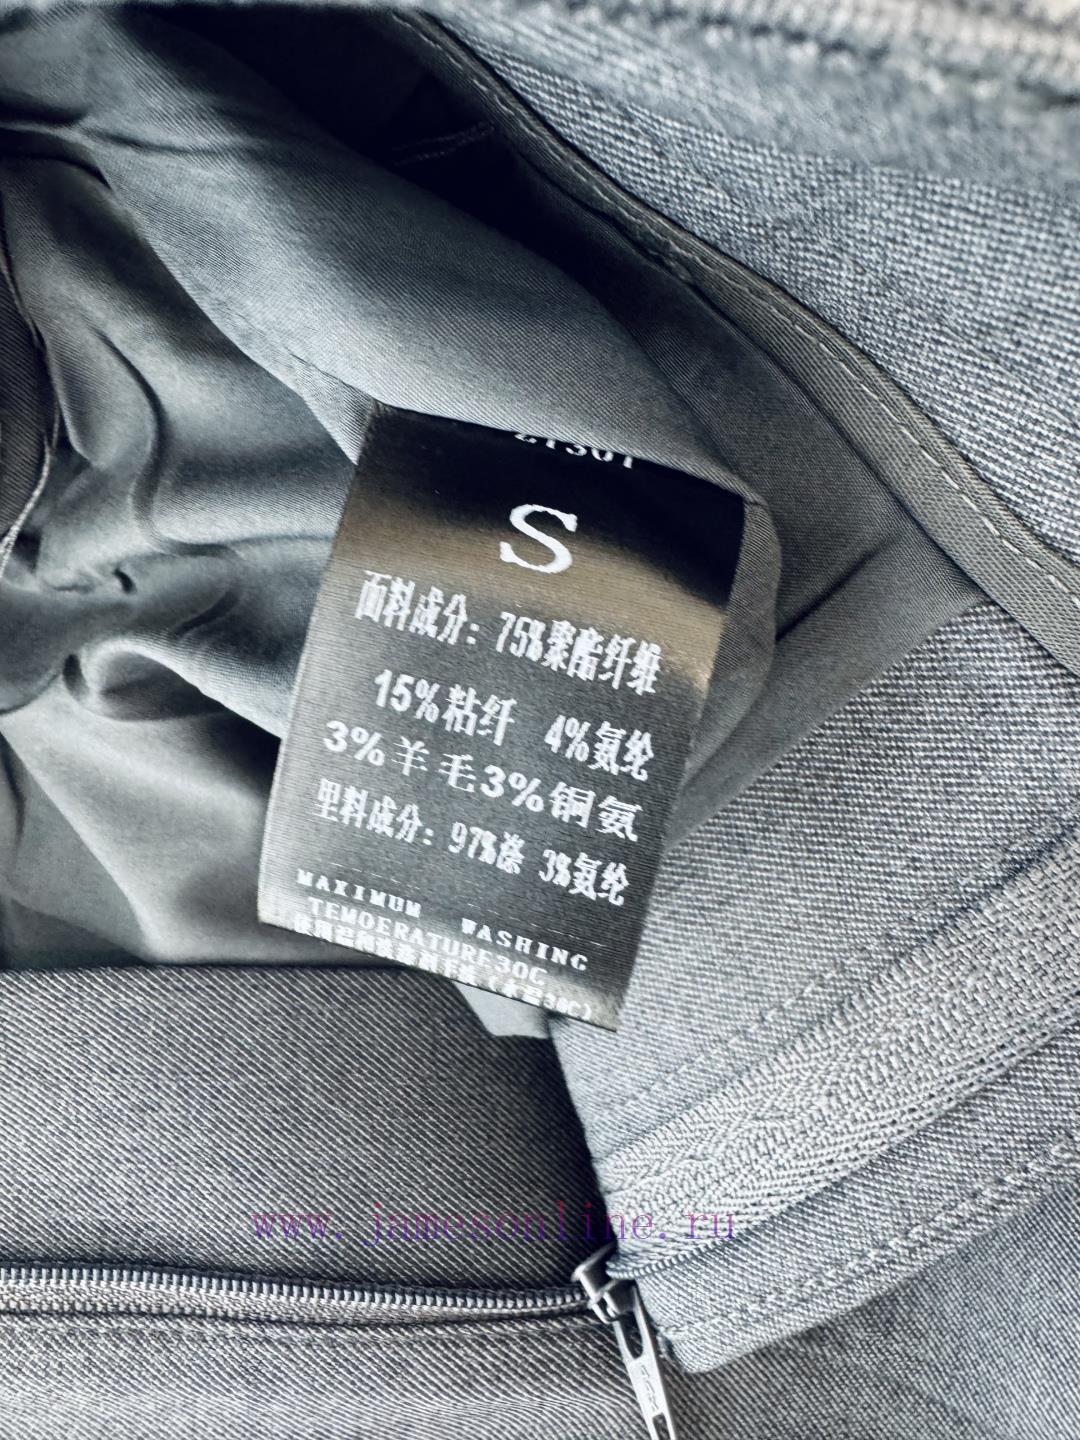 S
面料成分: 75%聚酯纤维
15%粘纤 4%氨纶
3%羊毛3%铜氨
里料成分: 97%涤 3%氨纶
MAXIMUM WASHING
TEMOERATURE30C
www.jamesonline.ru